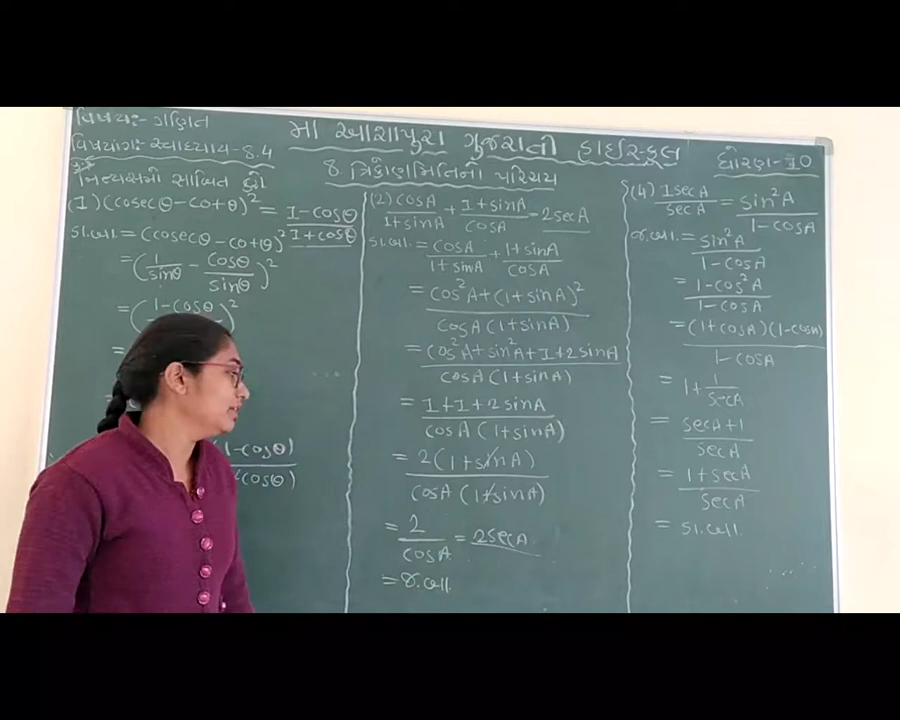 વિષય:- ગણિત
મા આશાપુરા ગુજરાતી હાઈસ્કૂલ
વિષયાંગ:- સ્વાધ્યાય-8.4
ધોરણ-10
8. ત્રિકોણમિતિનો પરિચય
નિત્યસમો સાબિત કરો
(1) (cosecθ-cotθ)² = 1-cosθ / 1+cosθ
ડા.બા. = (cosecθ-cotθ)²
= (1/sinθ - cosθ/sinθ)²
= (1-cosθ
)²
=
1-cosθ)
cosθ)
(2) cosA/1+sinA + 1+sinA/cosA = 2secA
ડા.બા. = cosA/1+sinA + 1+sinA/cosA
= cos²A+(1+sinA)² / cosA(1+sinA)
= cos²A+sin²A+1+2sinA / cosA(1+sinA)
= 1+1+2sinA / cosA(1+sinA)
= 2(1+sinA) / cosA(1+sinA)
= 2/cosA = 2secA
= જ.બા.
(4) 1secA/secA = sin²A/1-cosA
જ.બા. = sin²A/1-cosA
= 1-cos²A/1-cosA
= (1+cosA)(1-cosA) / 1-cosA
= 1+1/secA
= secA+1/secA
= 1+secA/secA
= ડા.બા.